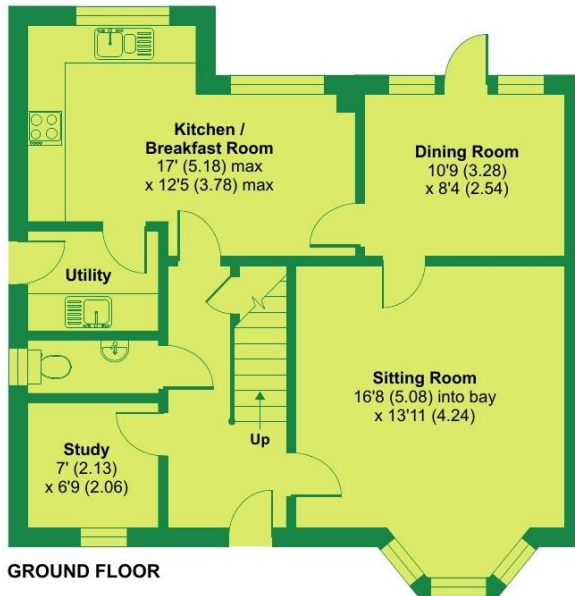 Kitchen /
Breakfast Room
17' (5.18) max
x 12'5 (3.78) max
Dining Room
10'9 (3.28)
x 8'4 (2.54)
Utility
Sitting Room
16'8 (5.08) into bay
x 13'11 (4.24)
Up
Study
7' (2.13)
x 6'9 (2.06)
GROUND FLOOR